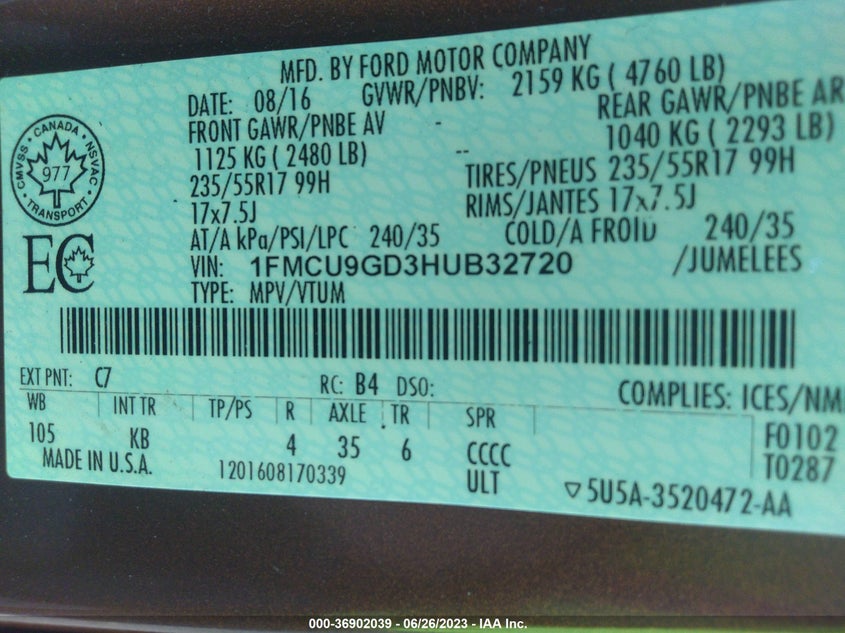 MFD. BY FORD MOTOR COMPANY
DATE: 08/16 GVWR/PNBV: 2159 KG ( 4760 LB)
FRONT GAWR/PNBE AV - REAR GAWR/PNBE AR
1125 KG ( 2480 LB) -- 1040 KG ( 2293 LB)
235/55R17 99H TIRES/PNEUS 235/55R17 99H
17x7.5J RIMS/JANTES 17x7.5J
AT/A kPa/PSI/LPC 240/35 COLD/A FROID 240/35
VIN: 1FMCU9GD3HUB32720 /JUMELEES
TYPE: MPV/VTUM
CANADA
CMVSS NSVAC
977
TRANSPORT
EC
EXT PNT: C7 RC: B4 DSO: COMPLIES: ICES/NM
WB INT TR TP/PS R AXLE TR SPR
105 KB 4 35 6 CCCC F0102
MADE IN U.S.A. 1201608170339 ULT T0287
5U5A-3520472-AA
000-36902039 - 06/26/2023 - IAA Inc.